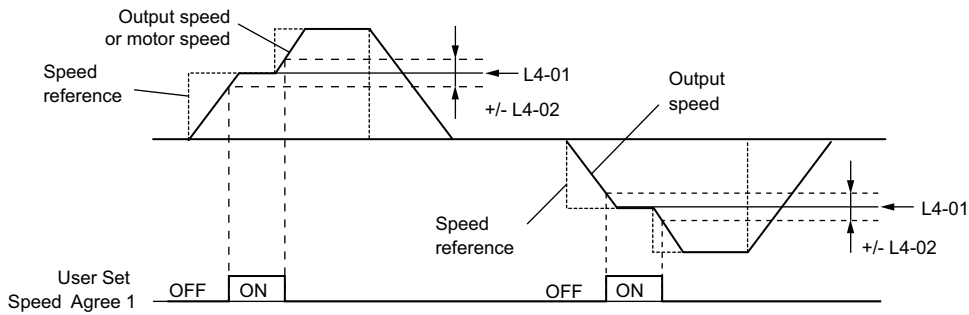 Output speed
or motor speed
Speed
reference
L4-01
+/- L4-02
Output
speed
Speed
reference
L4-01
+/- L4-02
User Set
Speed Agree 1
OFF
ON
OFF
ON